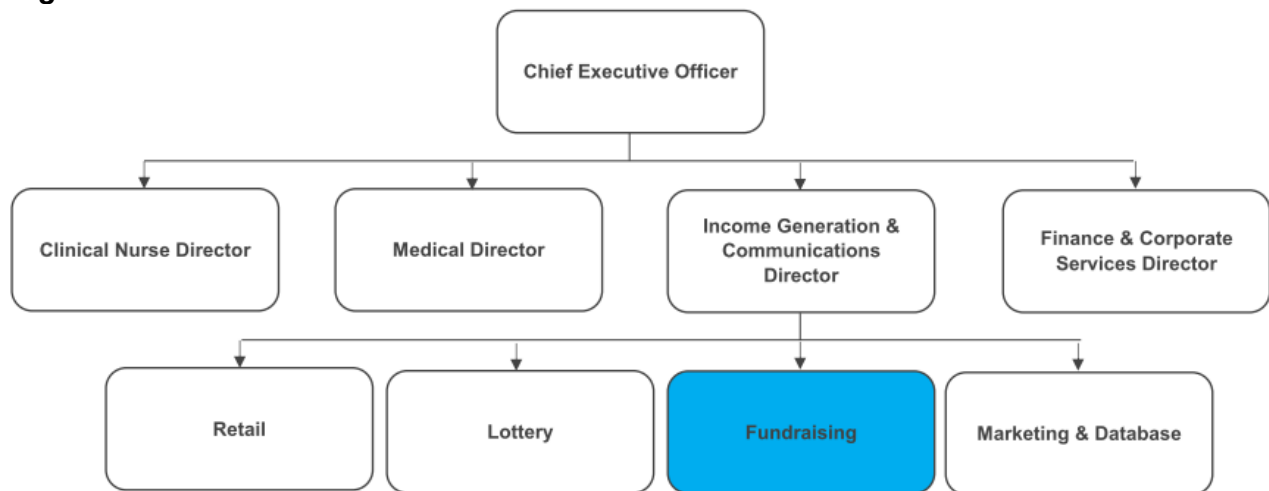 Chief Executive Officer
Clinical Nurse Director
Medical Director
Income Generation &
Communications
Director
Finance & Corporate
Services Director
Retail
Lottery
Fundraising
Marketing & Database